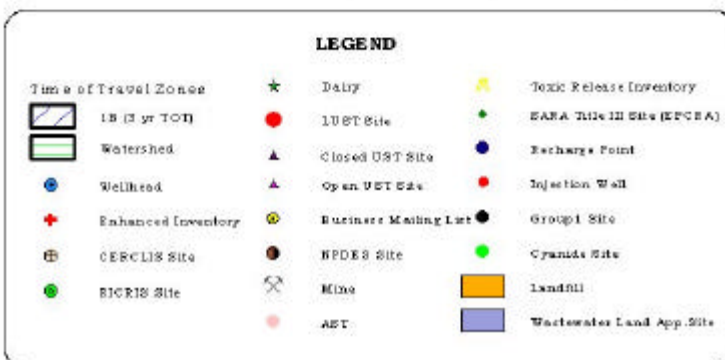 LEGEND
Time of Travel Zones
1B (3 yr TOT)
Watershed
Wellhead
Enhanced Inventory
CERCLIS Site
RICRIS Site
Dairy
LUST Site
Closed UST Site
Open UST Site
Business Mailing List
NPDES Site
Mine
AST
Toxic Release Inventory
SARA Title III Site (EPCRA)
Recharge Point
Injection Well
Group1 Site
Cyanide Site
Landfill
Wastewater Land App. Site